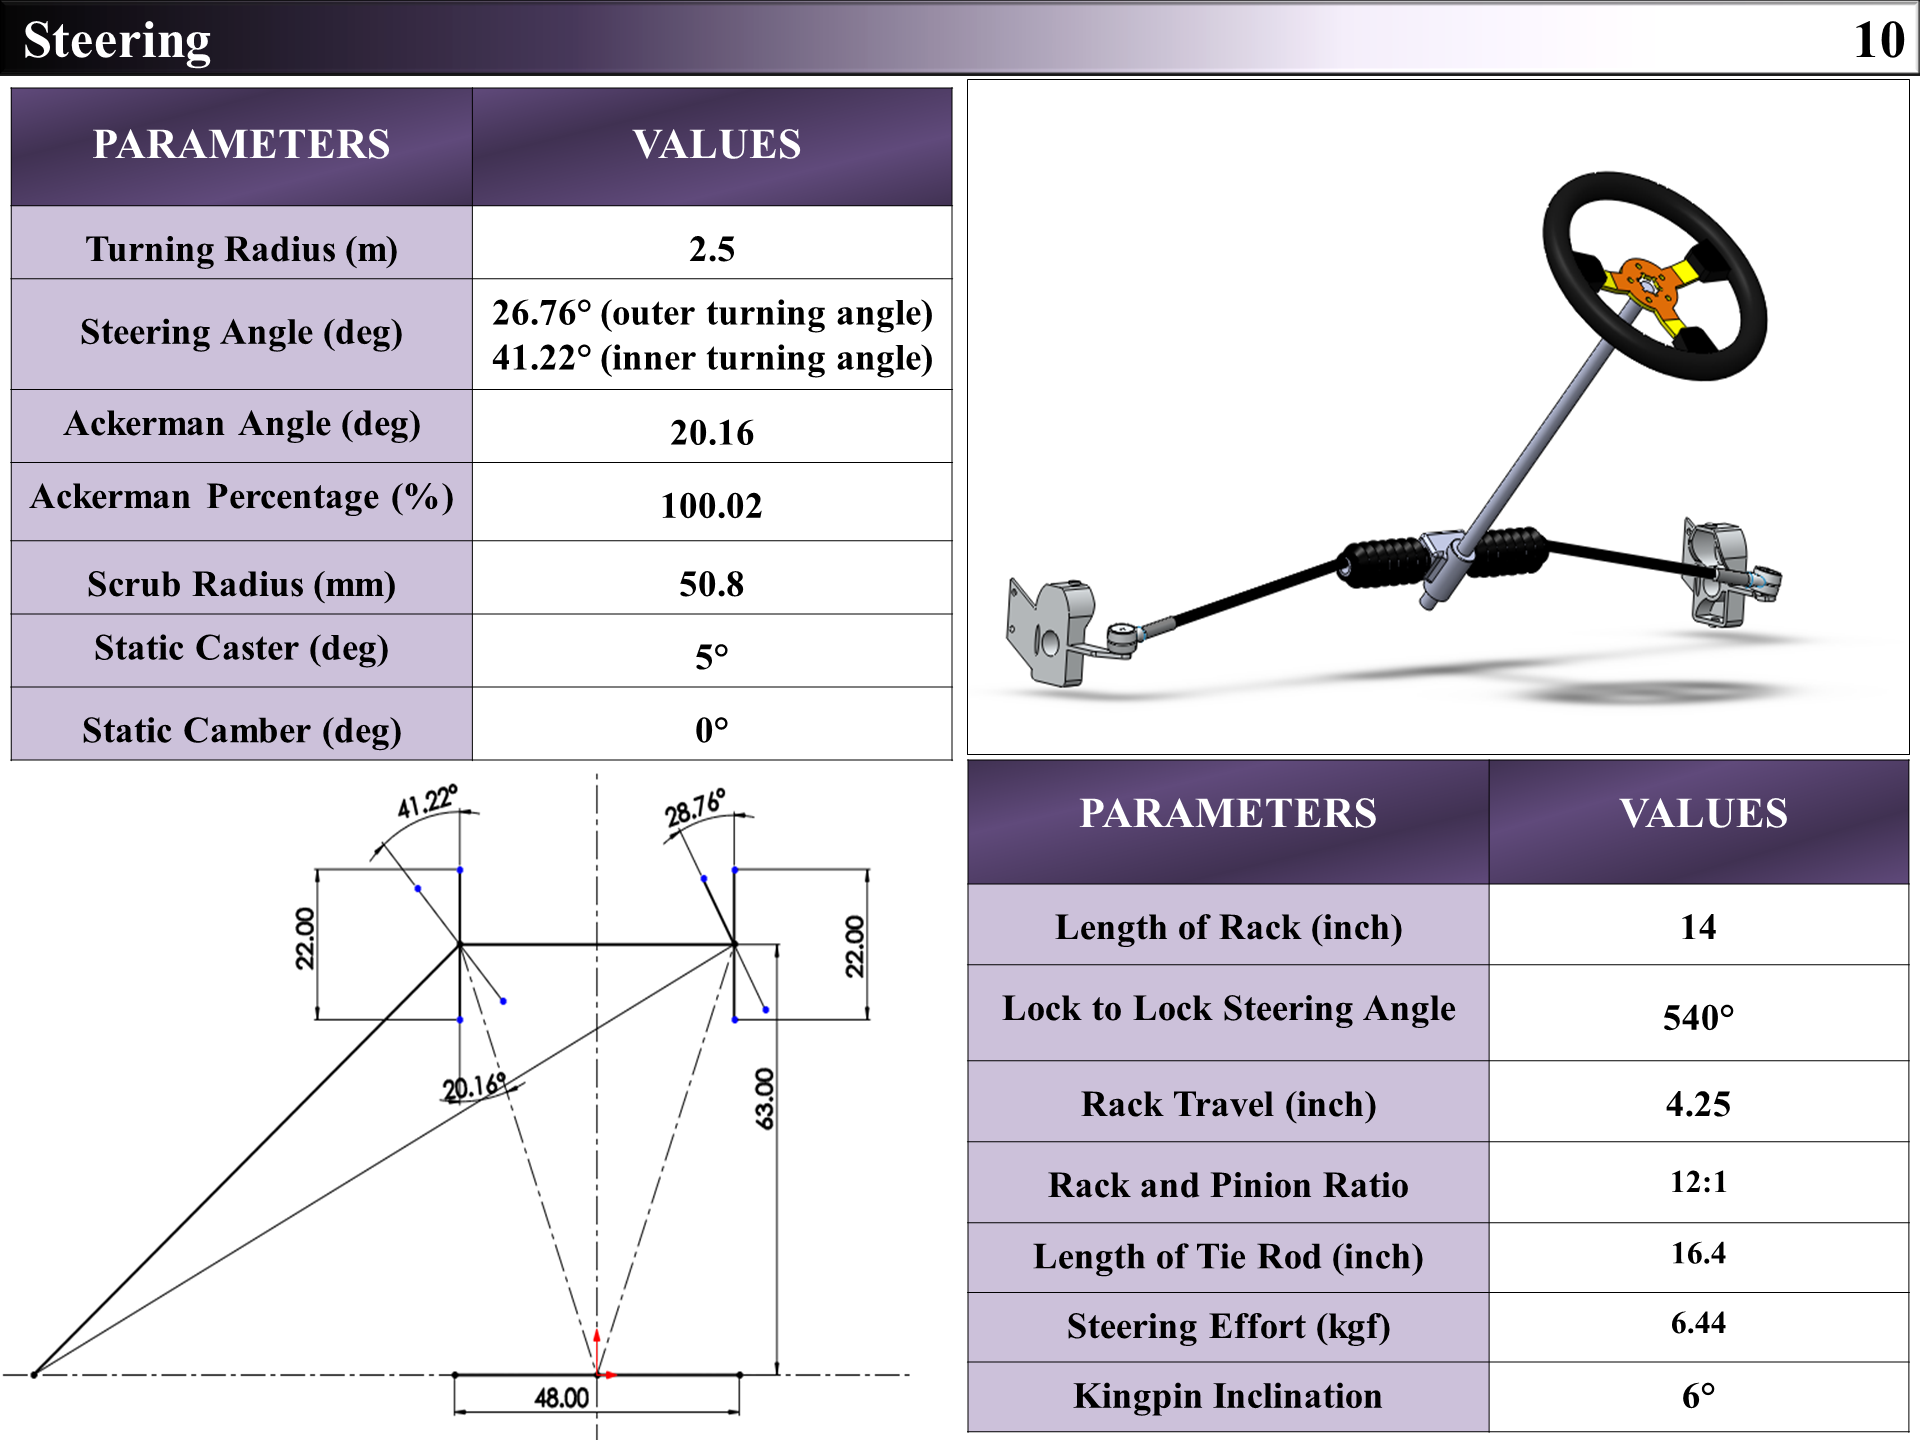 Steering
10
PARAMETERS VALUES
Turning Radius (m) 2.5
Steering Angle (deg) 26.76° (outer turning angle)
41.22° (inner turning angle)
Ackerman Angle (deg) 20.16
Ackerman Percentage (%) 100.02
Scrub Radius (mm) 50.8
Static Caster (deg) 5°
Static Camber (deg) 0°
41.22°
28.76°
22.00
22.00
20.16°
63.00
48.00
PARAMETERS VALUES
Length of Rack (inch) 14
Lock to Lock Steering Angle 540°
Rack Travel (inch) 4.25
Rack and Pinion Ratio 12:1
Length of Tie Rod (inch) 16.4
Steering Effort (kgf) 6.44
Kingpin Inclination 6°